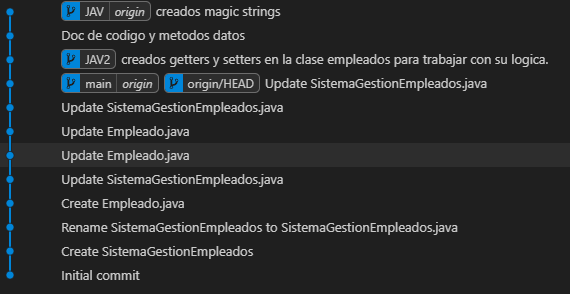 JAV origin creados magic strings
Doc de codigo y metodos datos
JAV2 creados getters y setters en la clase empleados para trabajar con su logica.
main origin origin/HEAD Update SistemaGestionEmpleados.java
Update SistemaGestionEmpleados.java
Update Empleado.java
Update Empleado.java
Update SistemaGestionEmpleados.java
Create Empleado.java
Rename SistemaGestionEmpleados to SistemaGestionEmpleados.java
Create SistemaGestionEmpleados
Initial commit